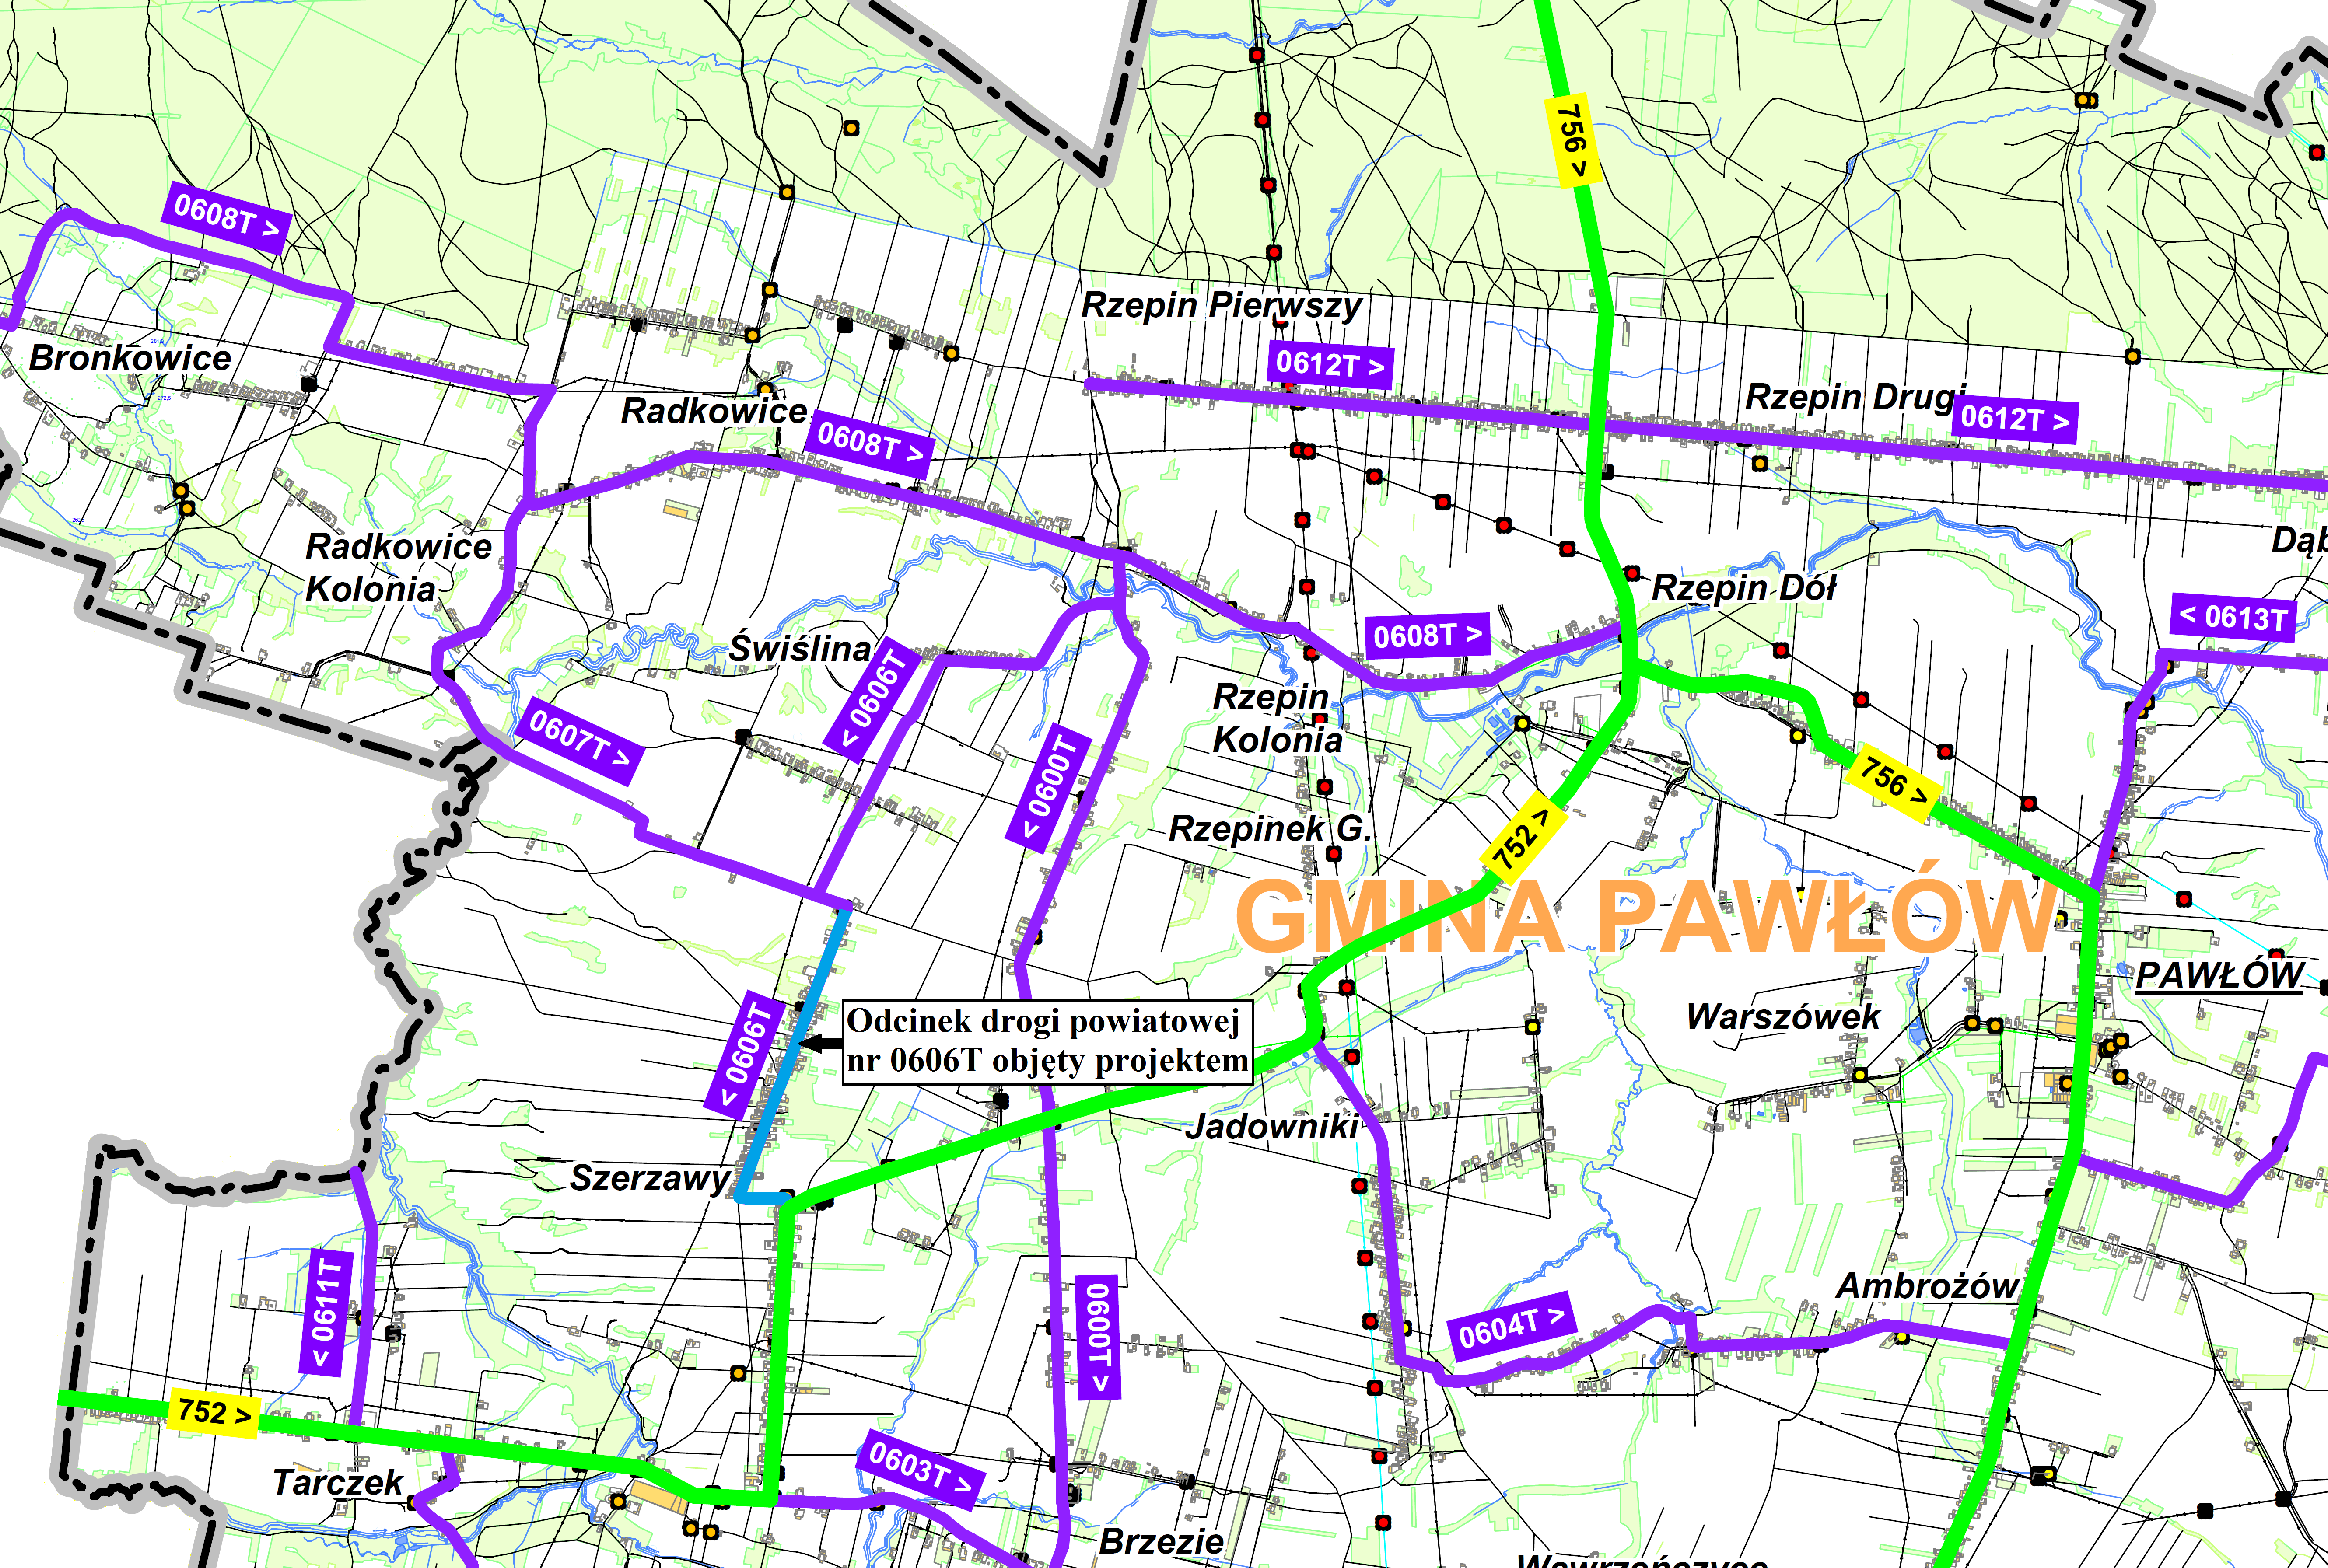 756 >
0608T >
Rzepin Pierwszy
Bronkowice
0612T >
Radkowice
Rzepin Drugi
0612T >
0608T >
Radkowice
Kolonia
Dąb
Rzepin Dół
< 0613T
0608T >
Świślina
< 0606T
Rzepin
Kolonia
0607T >
< 0600T
756 >
Rzepinek G.
752 >
GMINA PAWŁÓW
PAWŁÓW
Odcinek drogi powiatowej
nr 0606T objęty projektem
Warszówek
< 0606T
Jadowniki
Szerzawy
Ambrożów
< 0611T
< 0600T
0604T >
752 >
Tarczek
0603T >
Brzezie
Wawrzeńczyce